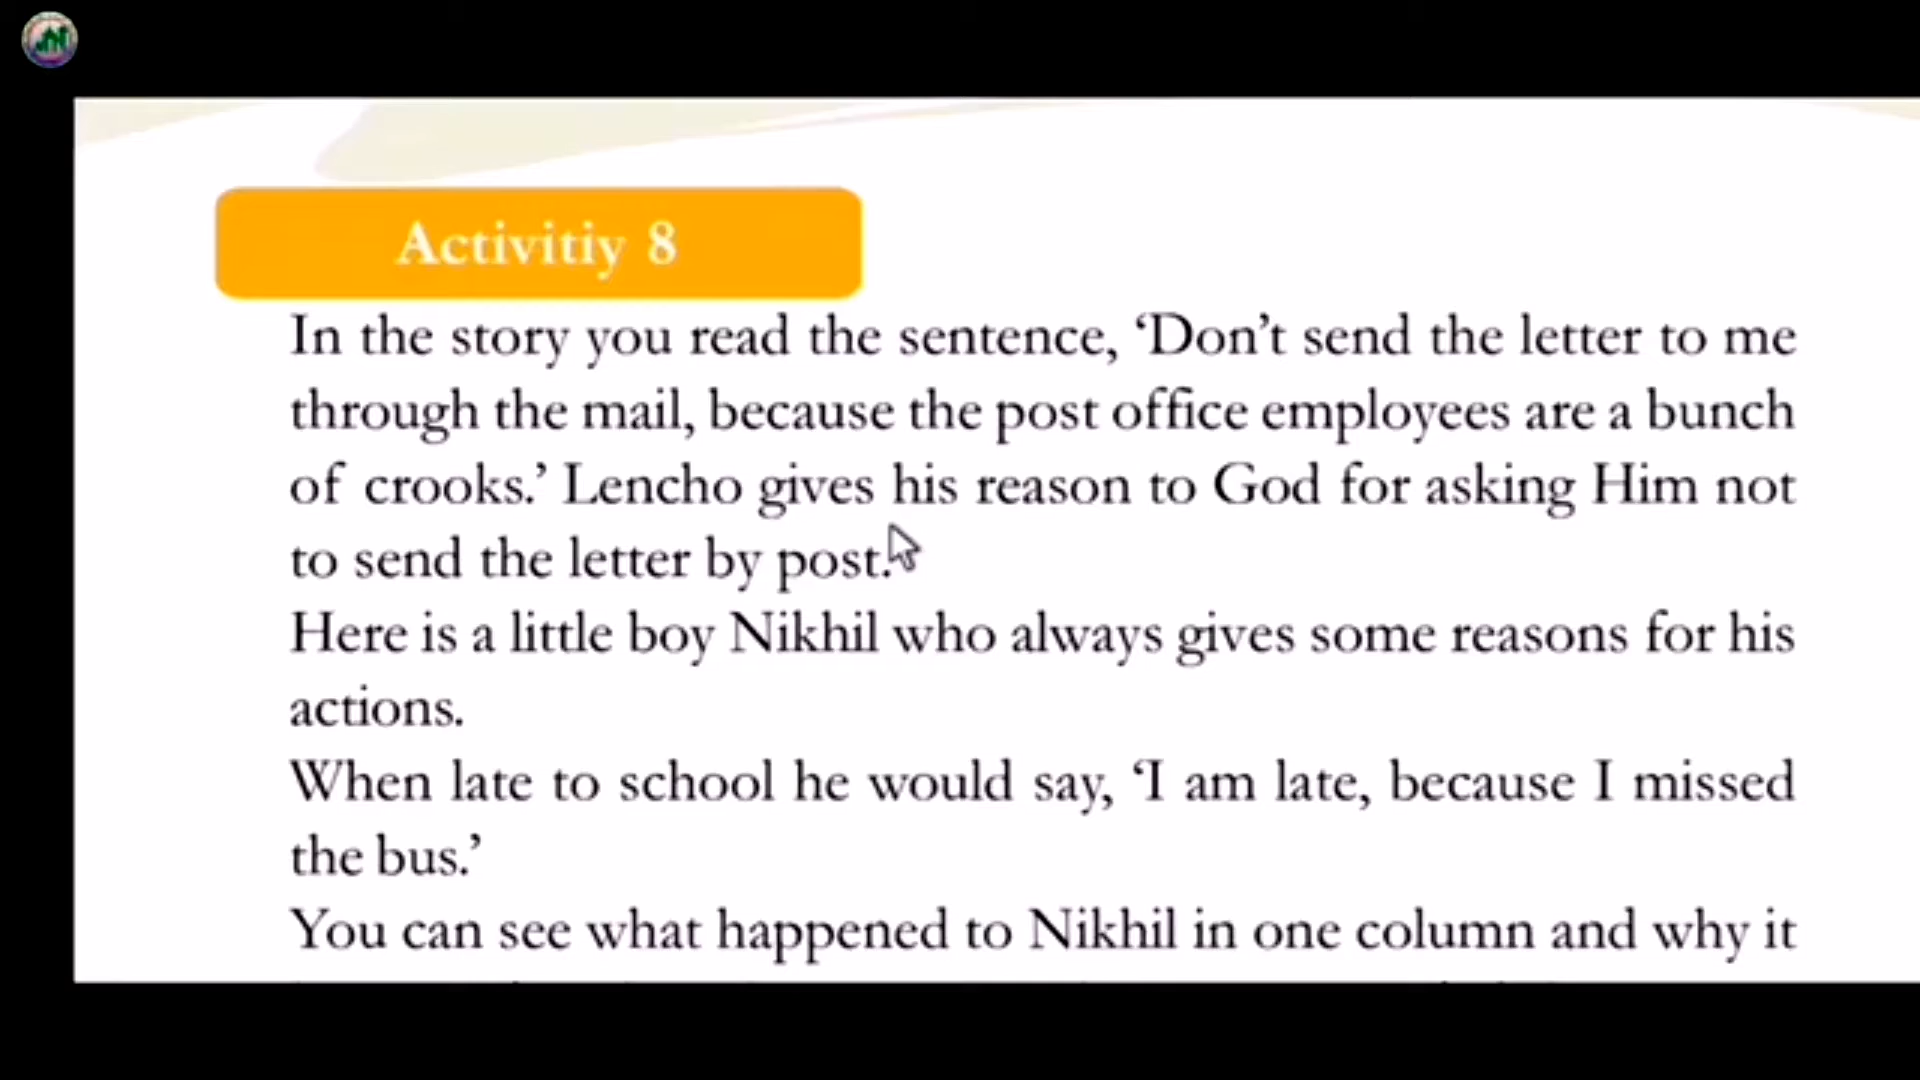 Activitiy 8
In the story you read the sentence, ‘Don’t send the letter to me
through the mail, because the post office employees are a bunch
of crooks.’ Lencho gives his reason to God for asking Him not
to send the letter by post.
Here is a little boy Nikhil who always gives some reasons for his
actions.
When late to school he would say, ‘I am late, because I missed
the bus.’
You can see what happened to Nikhil in one column and why it